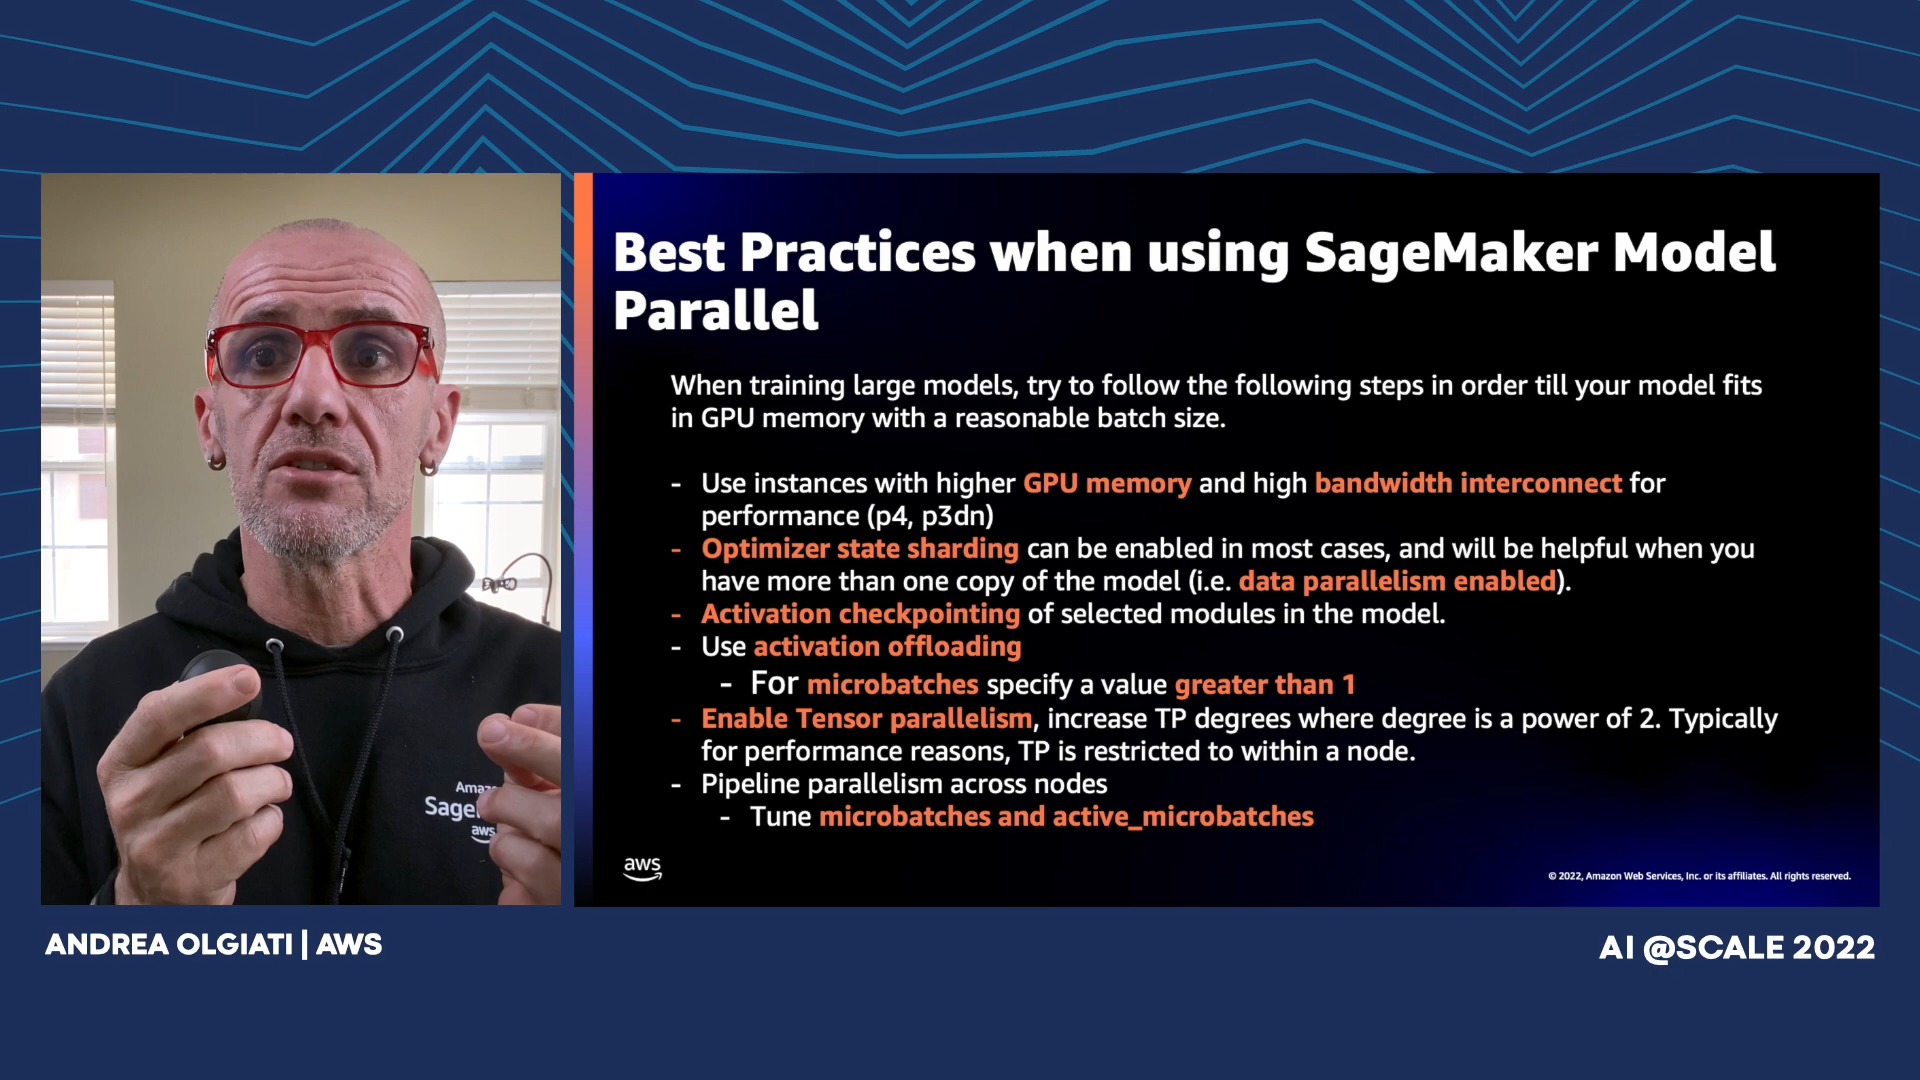 Best Practices when using SageMaker Model
Parallel
When training large models, try to follow the following steps in order till your model fits
in GPU memory with a reasonable batch size.
- Use instances with higher GPU memory and high bandwidth interconnect for
performance (p4, p3dn)
- Optimizer state sharding can be enabled in most cases, and will be helpful when you
have more than one copy of the model (i.e. data parallelism enabled).
- Activation checkpointing of selected modules in the model.
- Use activation offloading
- For microbatches specify a value greater than 1
- Enable Tensor parallelism, increase TP degrees where degree is a power of 2. Typically
for performance reasons, TP is restricted to within a node.
- Pipeline parallelism across nodes
- Tune microbatches and active_microbatches
aws
© 2022, Amazon Web Services, Inc. or its affiliates. All rights reserved.
Amaz
Sage
aws
ANDREA OLGIATI | AWS
AI @SCALE 2022